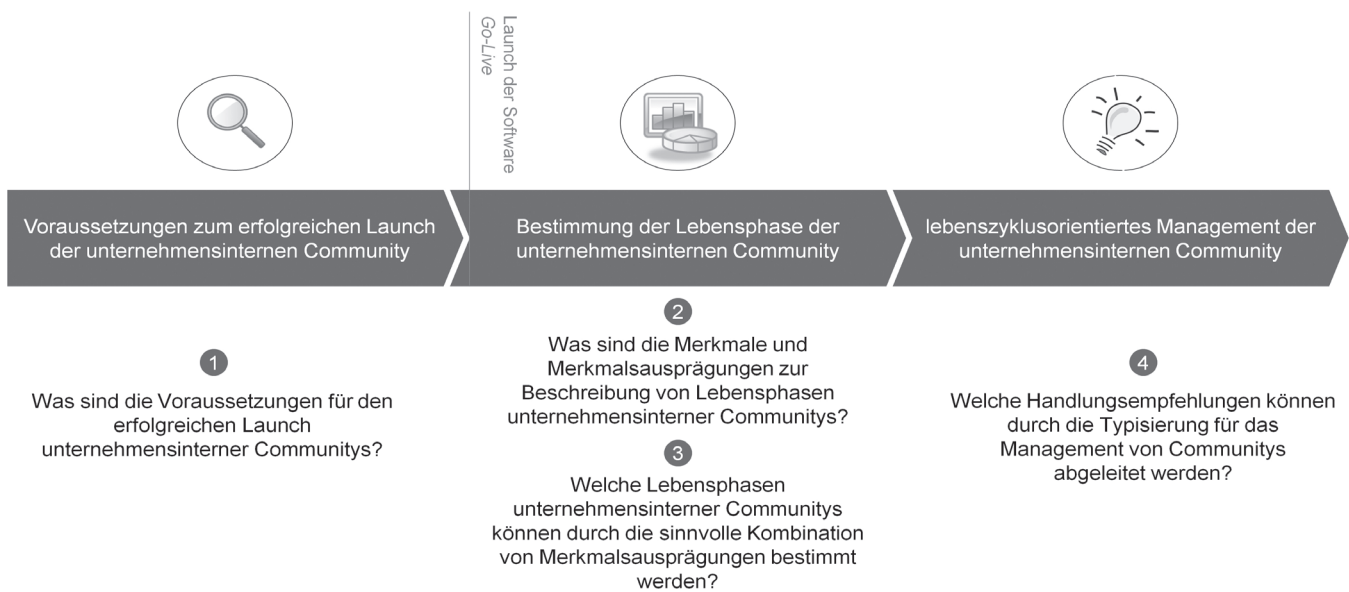 Launch der Software
Go-Live
Voraussetzungen zum erfolgreichen Launch
der unternehmensinternen Community
Bestimmung der Lebensphase der
unternehmensinternen Community
lebenszyklusorientiertes Management der
unternehmensinternen Community
1
Was sind die Voraussetzungen für den
erfolgreichen Launch
unternehmensinterner Communitys?
2
Was sind die Merkmale und
Merkmalsausprägungen zur
Beschreibung von Lebensphasen
unternehmensinterner Communitys?
3
Welche Lebensphasen
unternehmensinterner Communitys
können durch die sinnvolle Kombination
von Merkmalsausprägungen bestimmt
werden?
4
Welche Handlungsempfehlungen können
durch die Typisierung für das
Management von Communitys
abgeleitet werden?